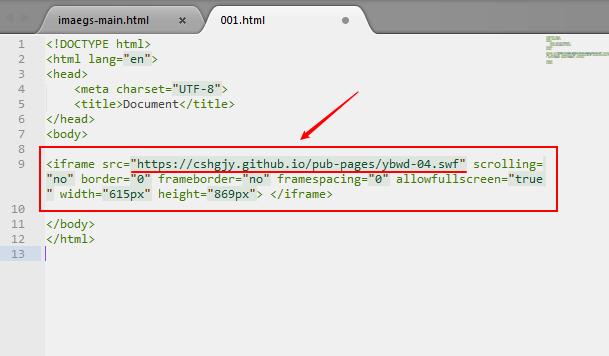 imaegs-main.html × 001.html
1 <!DOCTYPE html>
2 <html lang="en">
3 <head>
4 <meta charset="UTF-8">
5 <title>Document</title>
6 </head>
7 <body>
8
9 <iframe src="https://cshgjy.github.io/pub-pages/ybwd-04.swf" scrolling=
"no" border="0" frameborder="no" framespacing="0" allowfullscreen="true
" width="615px" height="869px"> </iframe>
10
11 </body>
12 </html>
13